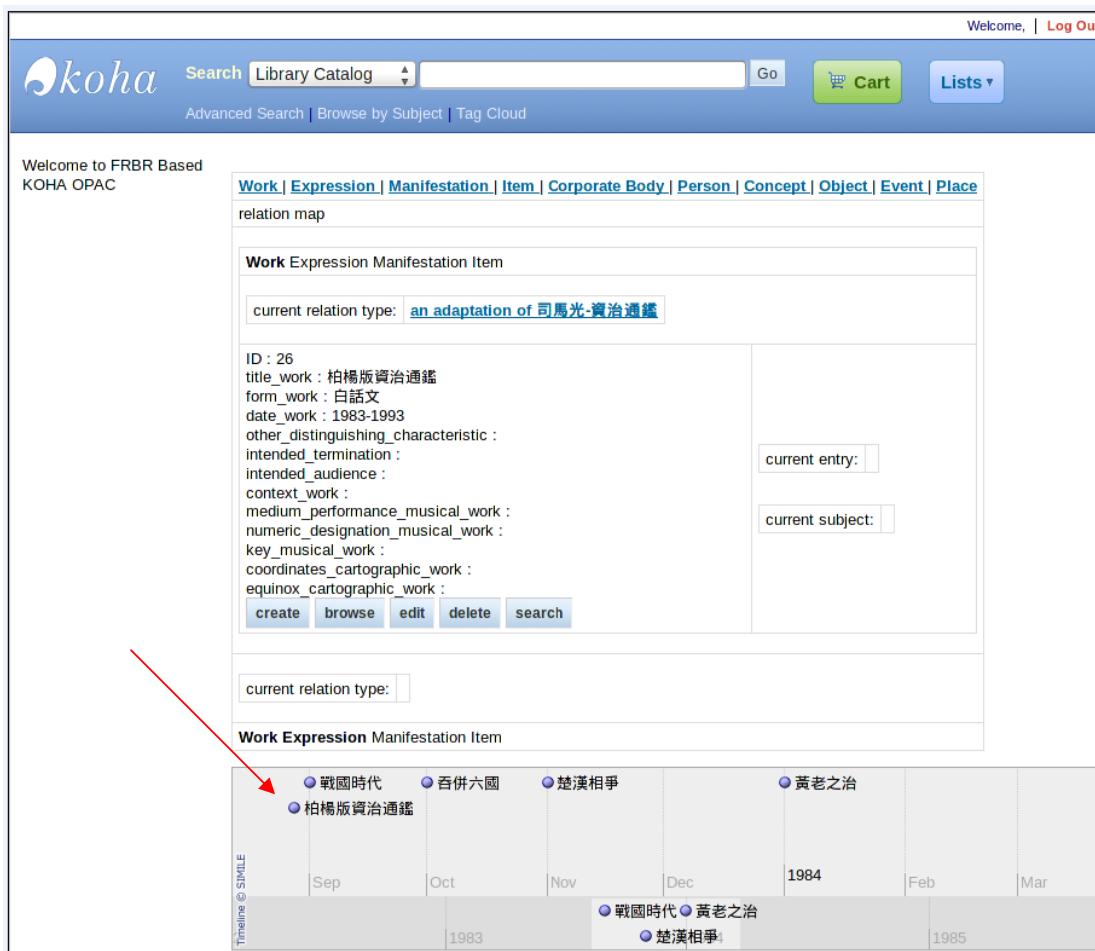 Welcome, | Log Ou
koha Search Library Catalog Go Cart Lists
Advanced Search | Browse by Subject | Tag Cloud
Welcome to FRBR Based
KOHA OPAC
Work | Expression | Manifestation | Item | Corporate Body | Person | Concept | Object | Event | Place
relation map
Work Expression Manifestation Item
current relation type: an adaptation of 司馬光-資治通鑑
ID : 26
title_work : 柏楊版資治通鑑
form_work : 白話文
date_work : 1983-1993
other_distinguishing_characteristic :
intended_termination :
intended_audience :
context_work :
medium_performance_musical_work :
numeric_designation_musical_work :
key_musical_work :
coordinates_cartographic_work :
equinox_cartographic_work :
create browse edit delete search
current entry:
current subject:
current relation type:
Work Expression Manifestation Item
戰國時代 吞併六國 楚漢相爭 黃老之治
柏楊版資治通鑑
Sep Oct Nov Dec 1984 Feb Mar
Timeline © SIMILE
戰國時代 黃老之治
楚漢相爭
1983 1985